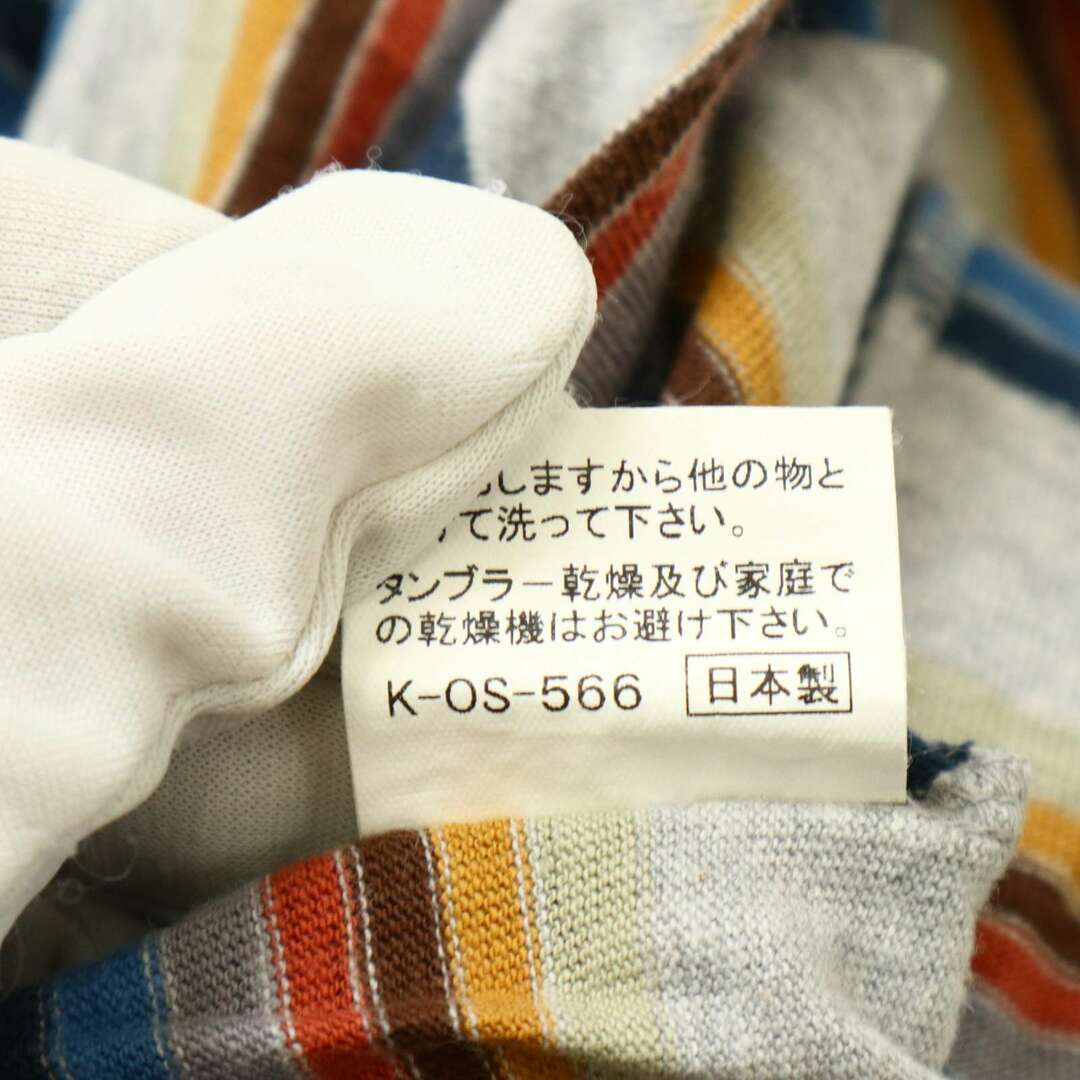 しますから他の物と
て洗って下さい。
タンブラー乾燥及び家庭で
の乾燥機はお避け下さい。
K-OS-566 日本製